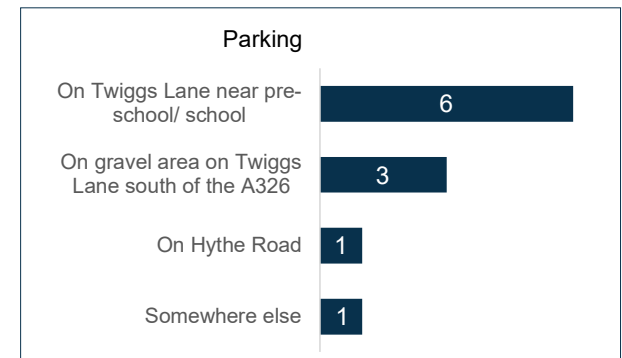 Parking
On Twiggs Lane near pre-
school/ school
6
On gravel area on Twiggs
Lane south of the A326
3
On Hythe Road
1
Somewhere else
1